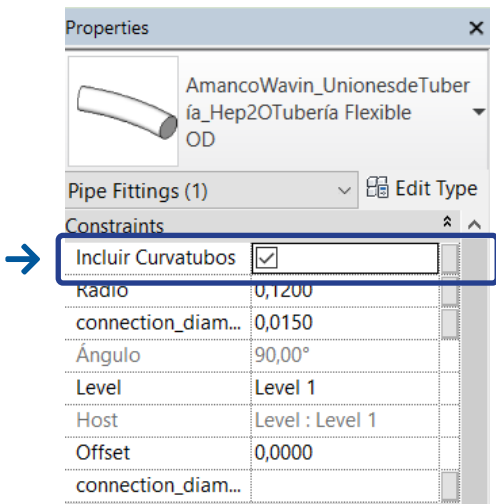 Properties
AmancoWavin_UnionesdeTuber
ía_Hep2OTubería Flexible
OD
Pipe Fittings (1) Edit Type
Constraints
Incluir Curvatubos
Radio 0,1200
connection_diam... 0,0150
Ángulo 90,00°
Level Level 1
Host Level : Level 1
Offset 0,0000
connection_diam...